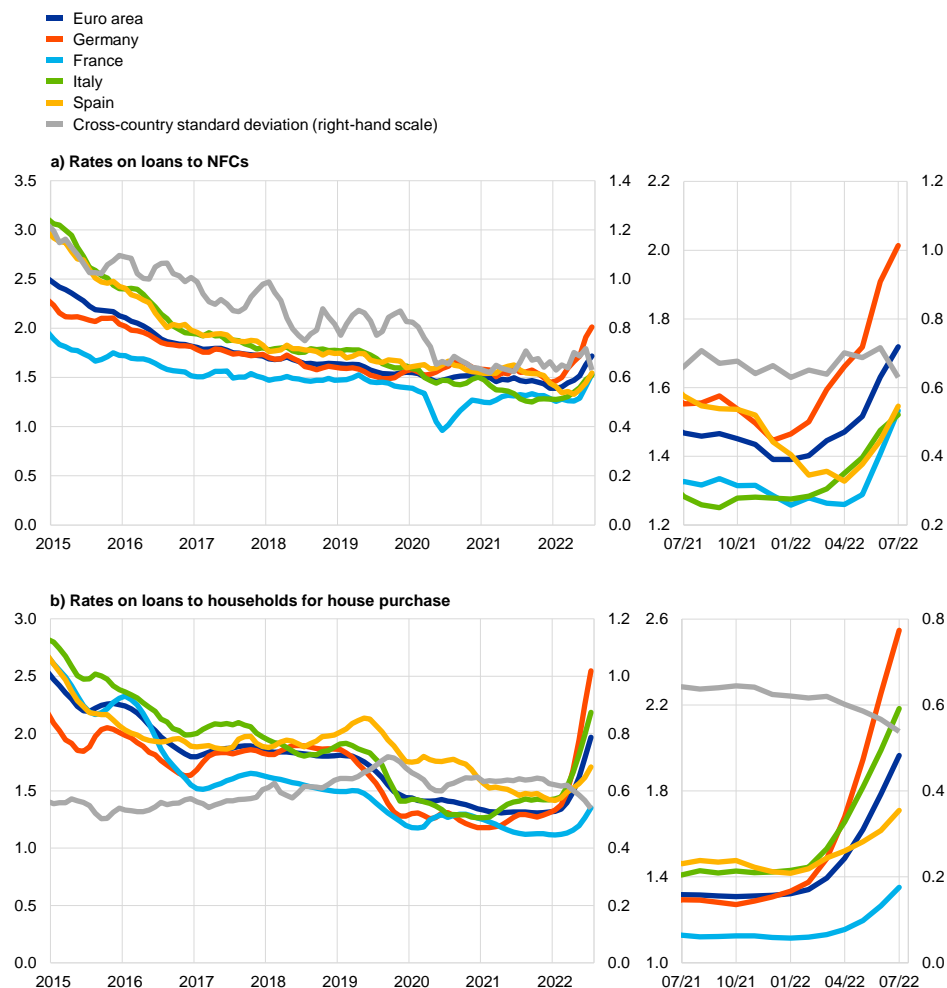 Euro area
Germany
France
Italy
Spain
Cross-country standard deviation (right-hand scale)
a) Rates on loans to NFCs
3.5 1.4 2.2 1.2
3.0 1.2
2.5 1.0 2.0 1.0
2.0 0.8 1.8 0.8
1.5 0.6 1.6 0.6
1.0 0.4
0.5 0.2 1.4 0.4
0.0 0.0 1.2 0.2
2015 2016 2017 2018 2019 2020 2021 2022 07/21 10/21 01/22 04/22 07/22
b) Rates on loans to households for house purchase
3.0 1.2 2.6 0.8
2.5 1.0 2.2 0.6
2.0 0.8
1.5 0.6 1.8 0.4
1.0 0.4 1.4 0.2
0.5 0.2
0.0 0.0 1.0 0.0
2015 2016 2017 2018 2019 2020 2021 2022 07/21 10/21 01/22 04/22 07/22